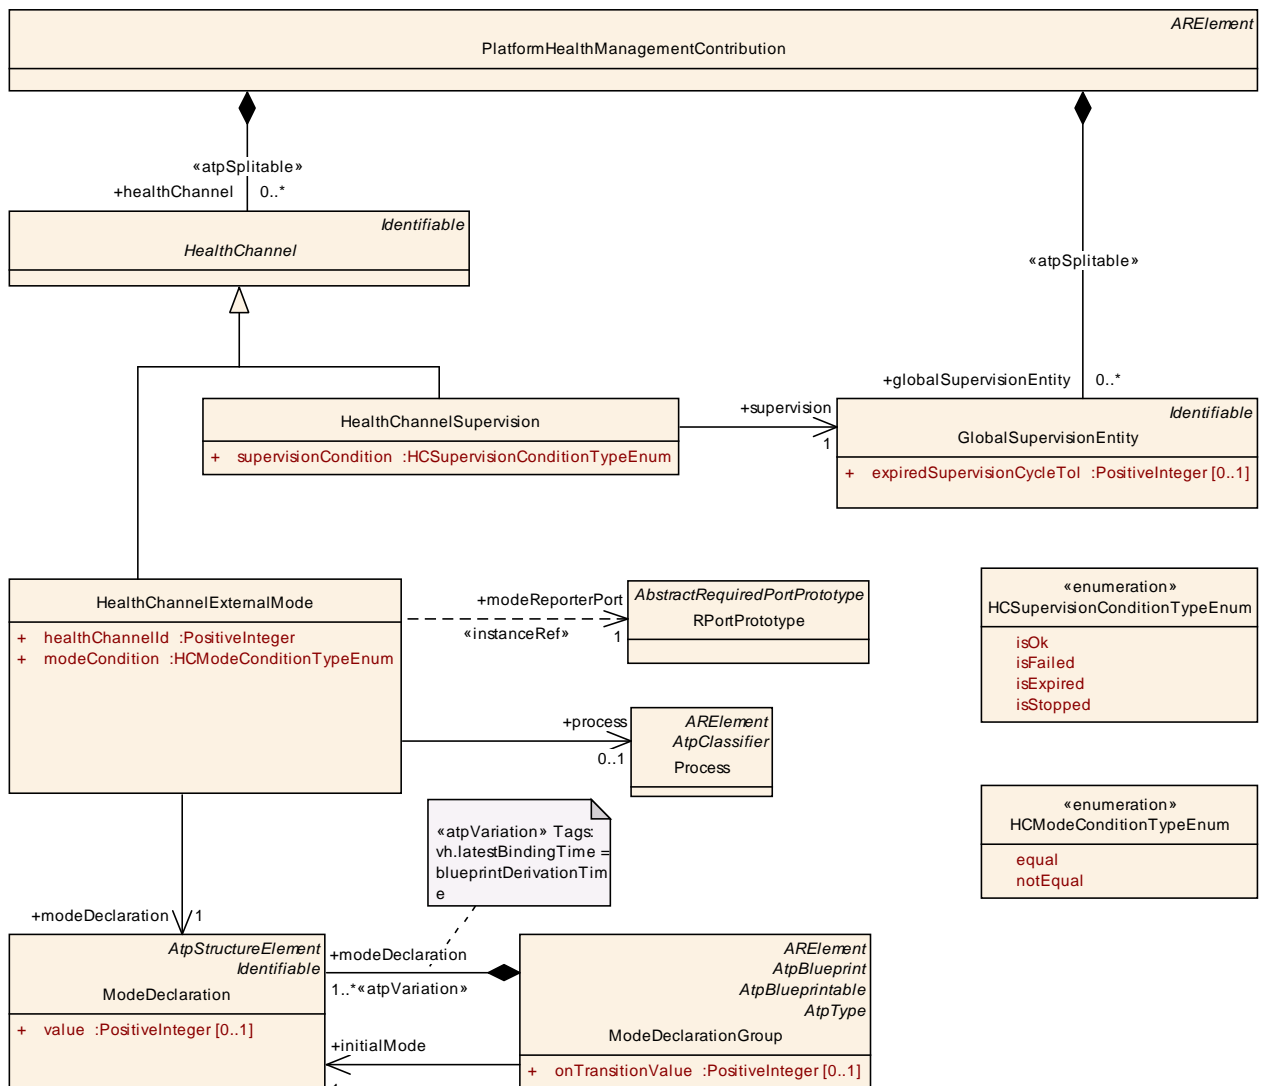 ARElement
PlatformHealthManagementContribution
«atpSplitable»
+healthChannel 0..*
Identifiable
HealthChannel
«atpSplitable»
+globalSupervisionEntity 0..*
HealthChannelSupervision
+ supervisionCondition :HCSupervisionConditionTypeEnum
+supervision
1
Identifiable
GlobalSupervisionEntity
+ expiredSupervisionCycleTol :PositiveInteger [0..1]
HealthChannelExternalMode
+ healthChannelId :PositiveInteger
+ modeCondition :HCModeConditionTypeEnum
+modeReporterPort
«instanceRef»
1
AbstractRequiredPortPrototype
RPortPrototype
«enumeration»
HCSupervisionConditionTypeEnum
isOk
isFailed
isExpired
isStopped
+process
0..1
ARElement
AtpClassifier
Process
«enumeration»
HCModeConditionTypeEnum
equal
notEqual
«atpVariation» Tags:
vh.latestBindingTime =
blueprintDerivationTim
e
+modeDeclaration 1
AtpStructureElement
Identifiable
ModeDeclaration
+ value :PositiveInteger [0..1]
+modeDeclaration
1..* «atpVariation»
+initialMode
ARElement
AtpBlueprint
AtpBlueprintable
AtpType
ModeDeclarationGroup
+ onTransitionValue :PositiveInteger [0..1]